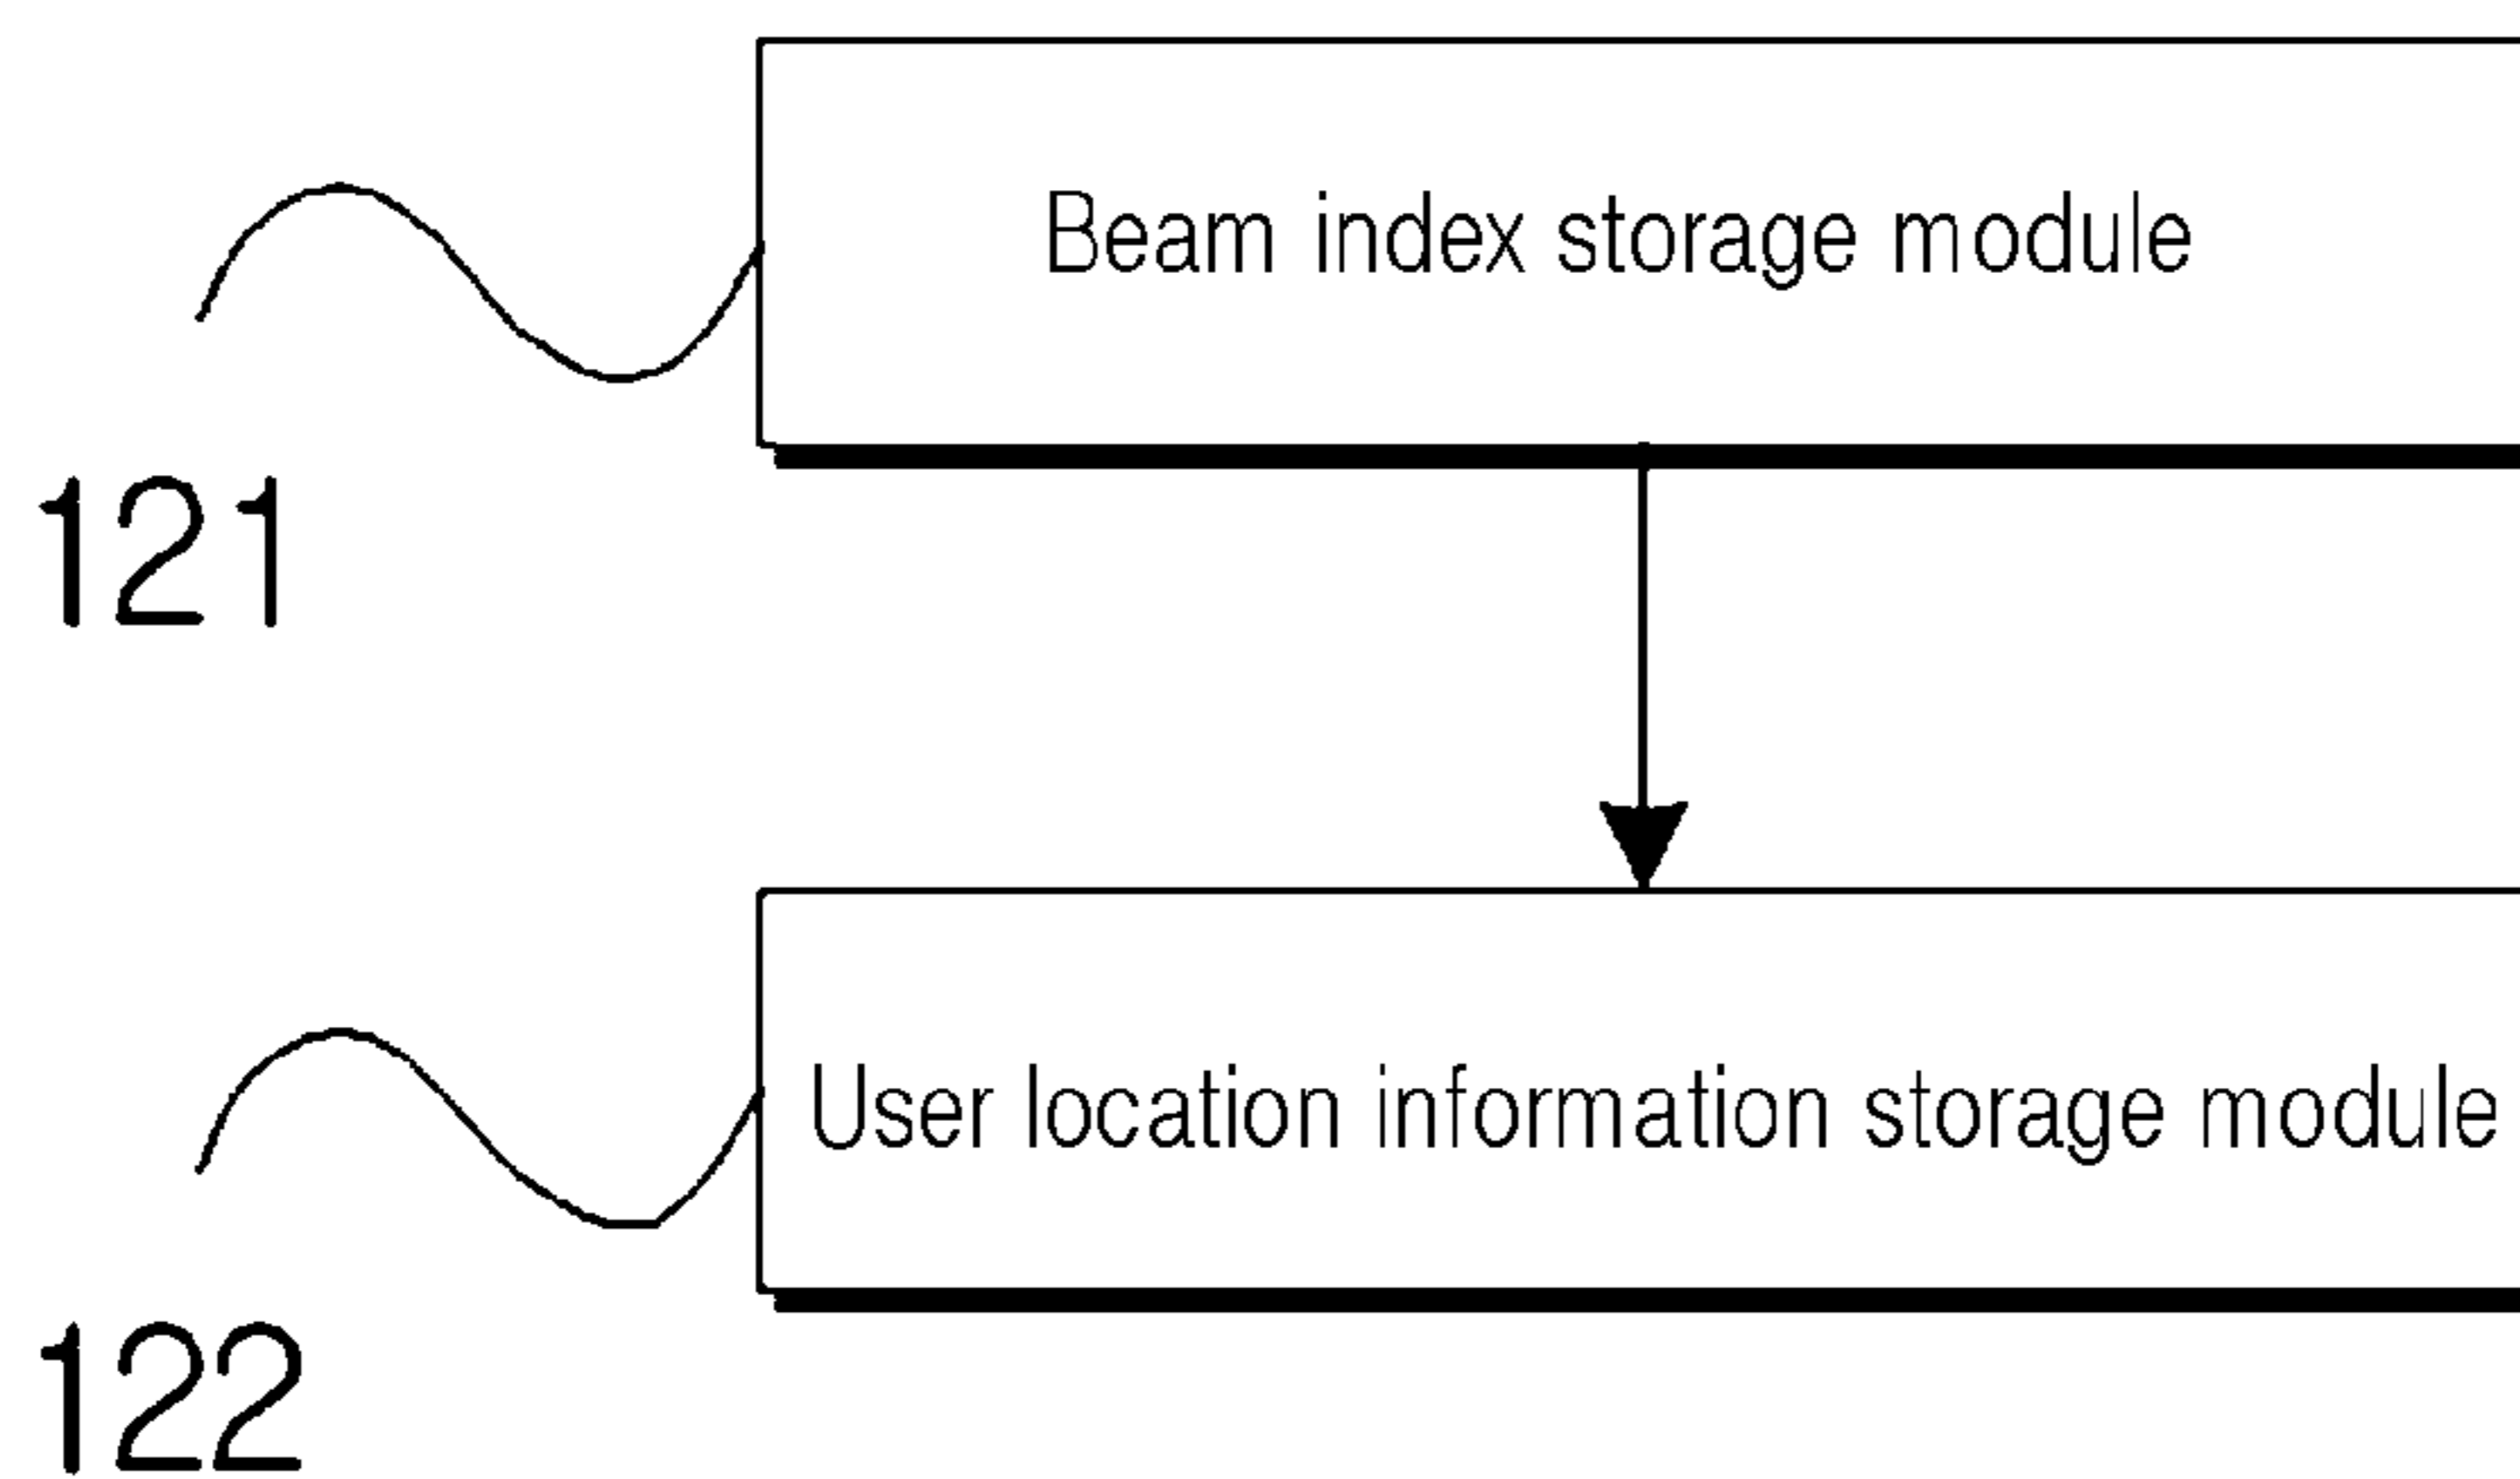 Beam index storage module
121
User location information storage module
122